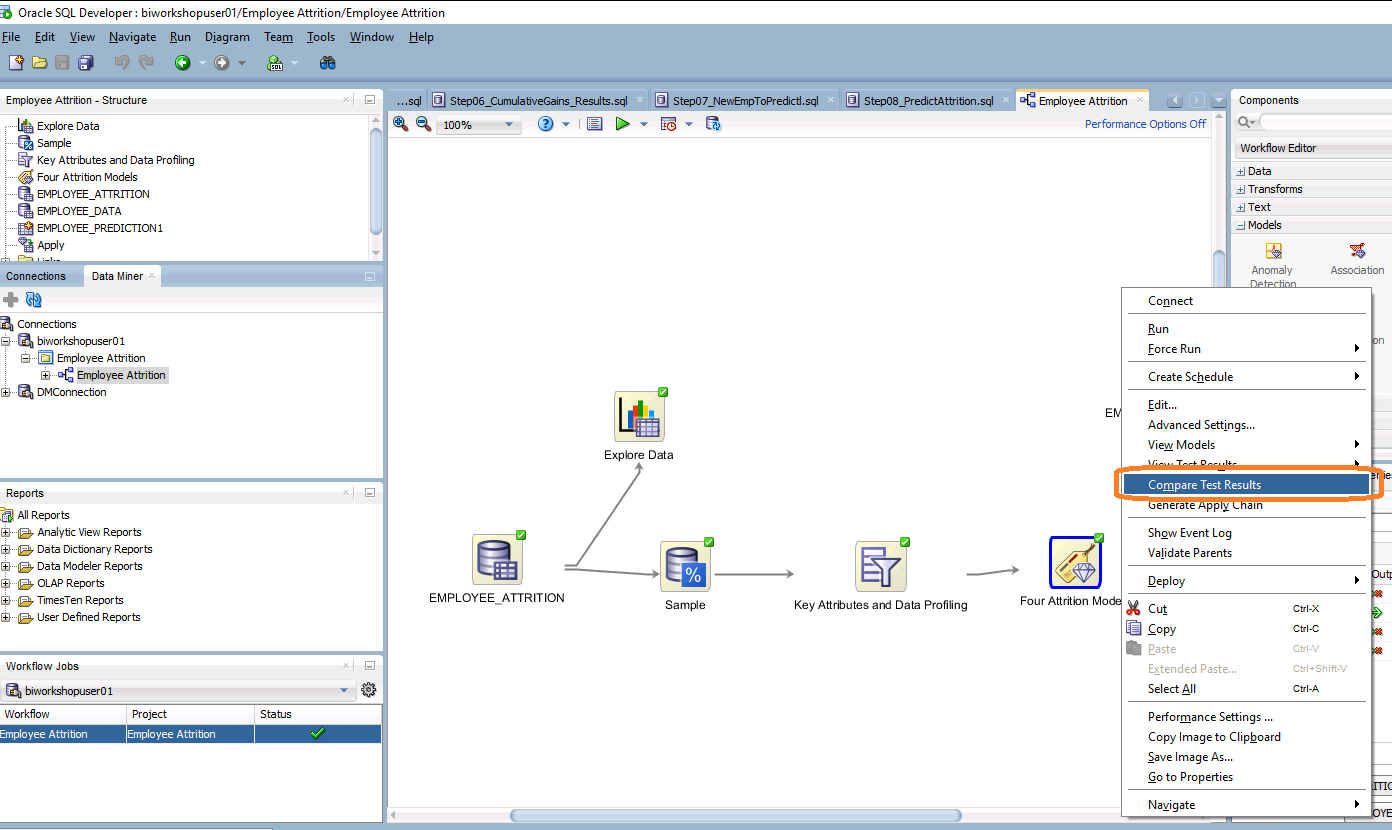 Oracle SQL Developer : biworkshopuser01/Employee Attrition/Employee Attrition
File Edit View Navigate Run Diagram Team Tools Window Help
SQL
Employee Attrition - Structure
Explore Data
Sample
Key Attributes and Data Profiling
Four Attrition Models
EMPLOYEE_ATTRITION
EMPLOYEE_DATA
EMPLOYEE_PREDICTION1
Apply
Connections Data Miner
Connections
biworkshopuser01
Employee Attrition
Employee Attrition
DMConnection
Reports
All Reports
Analytic View Reports
Data Dictionary Reports
Data Modeler Reports
OLAP Reports
TimesTen Reports
User Defined Reports
Workflow Jobs
biworkshopuser01
Workflow Project Status
Employee Attrition Employee Attrition
...sql Step06_CumulativeGains_Results.sql Step07_NewEmpToPredictI.sql Step08_PredictAttrition.sql Employee Attrition
100% Performance Options Off
Explore Data
EMPLOYEE_ATTRITION
%
Sample
Key Attributes and Data Profiling
Four Attrition Mode
EM
Components
Workflow Editor
Data
Transforms
Text
Models
Anomaly
Detection
Association
Connect
Run
Force Run
Create Schedule
Edit...
Advanced Settings...
View Models
View Test Results
Compare Test Results
Generate Apply Chain
Show Event Log
Validate Parents
Deploy
Cut Ctrl-X
Copy Ctrl-C
Paste Ctrl-V
Extended Paste... Ctrl+Shift-V
Select All Ctrl-A
Performance Settings ...
Copy Image to Clipboard
Save Image As...
Go to Properties
Navigate